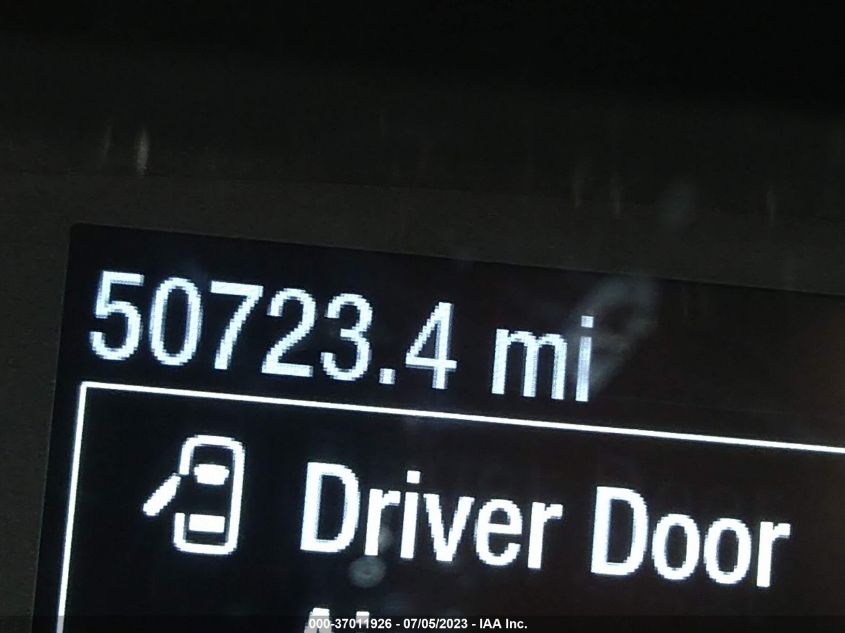 50723.4 mi
Driver Door
000-37011926 - 07/05/2023 - IAA Inc.